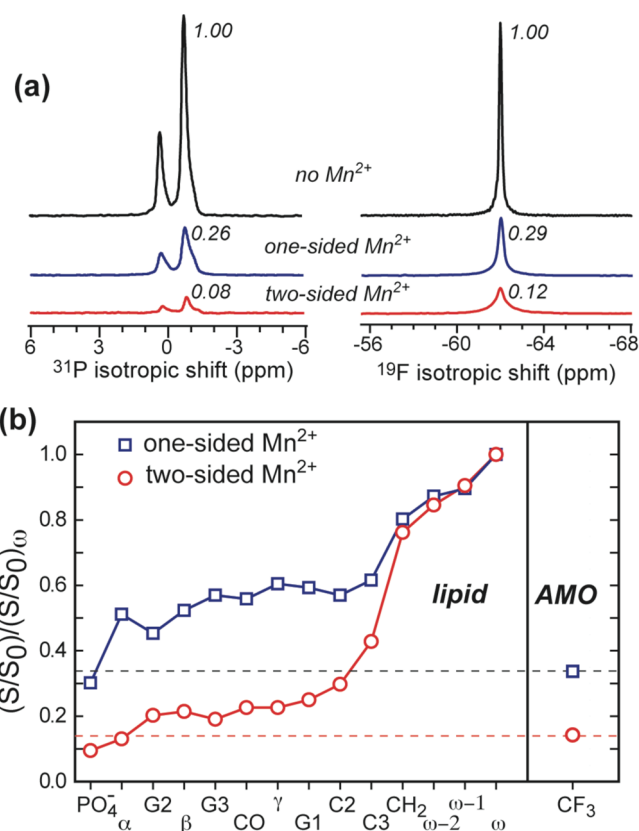 (a)
1.00
1.00
no Mn²⁺
0.26
0.29
one-sided Mn²⁺
0.08
two-sided Mn²⁺
0.12
6 3 0 -3 -6
-56 -60 -64 -68
³¹P isotropic shift (ppm)
¹⁹F isotropic shift (ppm)
(b)
one-sided Mn²⁺
two-sided Mn²⁺
lipid
AMO
(S/S₀)/(S/S₀)ω
1.0
0.8
0.6
0.4
0.2
0.0
PO₄⁻ G2 G3 γ C2 CH₂ ω−1 CF₃
α β CO G1 C3 ω−2 ω